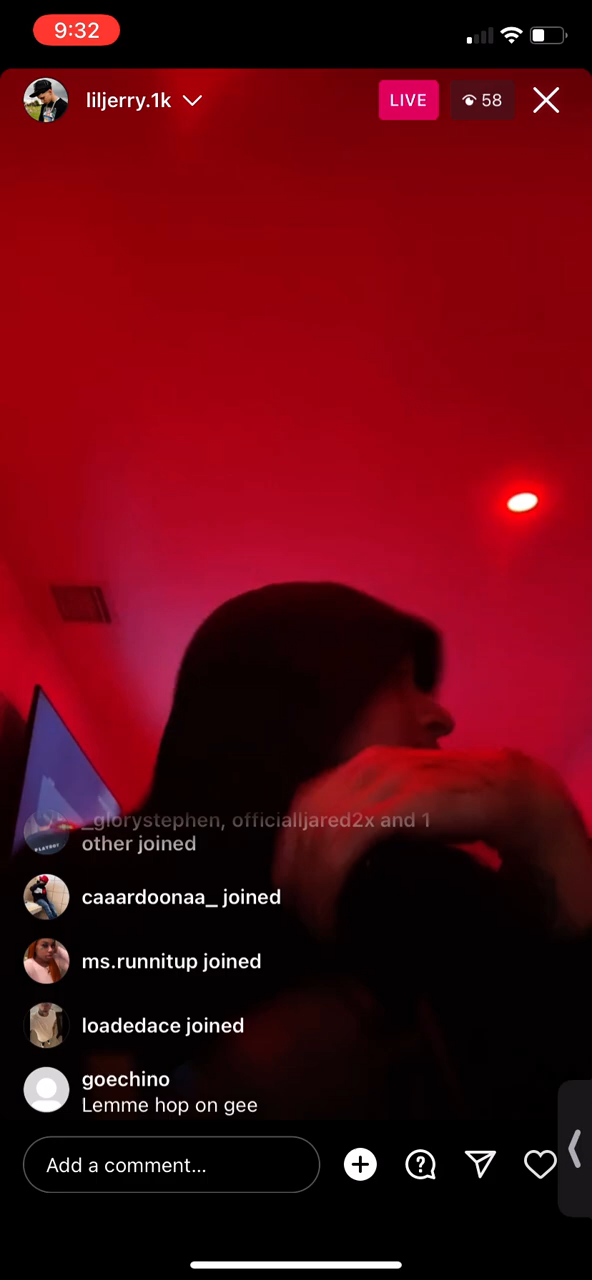 9:32
liljerry.1k
LIVE
58
_glorystephen, officialljared2x and 1
other joined
caaardoonaa_ joined
ms.runnitup joined
loadedace joined
goechino
Lemme hop on gee
Add a comment...